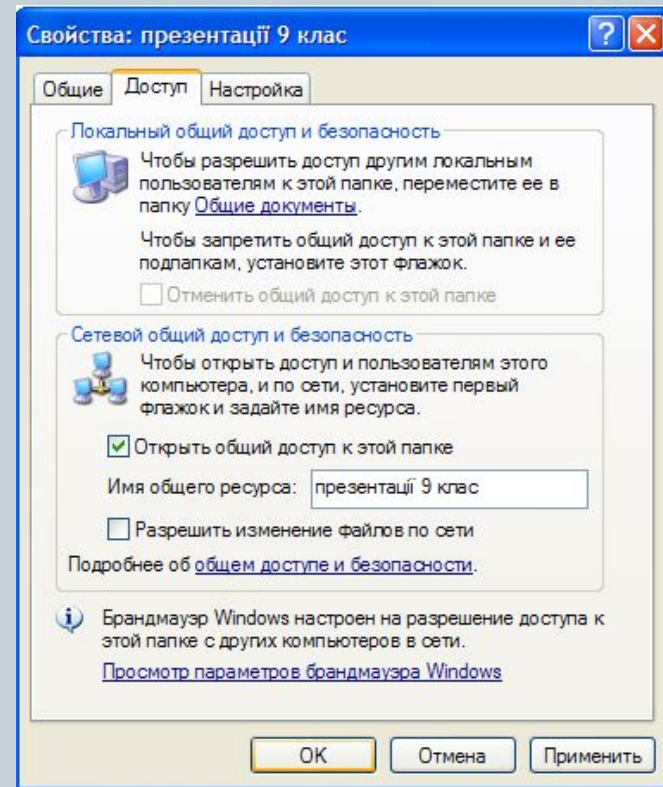 Свойства: презентації 9 клас
Общие Доступ Настройка
Локальный общий доступ и безопасность
Чтобы разрешить доступ другим локальным
пользователям к этой папке, переместите ее в
папку Общие документы.
Чтобы запретить общий доступ к этой папке и ее
подпапкам, установите этот флажок.
Отменить общий доступ к этой папке
Сетевой общий доступ и безопасность
Чтобы открыть доступ и пользователям этого
компьютера, и по сети, установите первый
флажок и задайте имя ресурса.
Открыть общий доступ к этой папке
Имя общего ресурса: презентації 9 клас
Разрешить изменение файлов по сети
Подробнее об общем доступе и безопасности.
Брандмауэр Windows настроен на разрешение доступа к
этой папке с других компьютеров в сети.
Просмотр параметров брандмауэра Windows
OK Отмена Применить